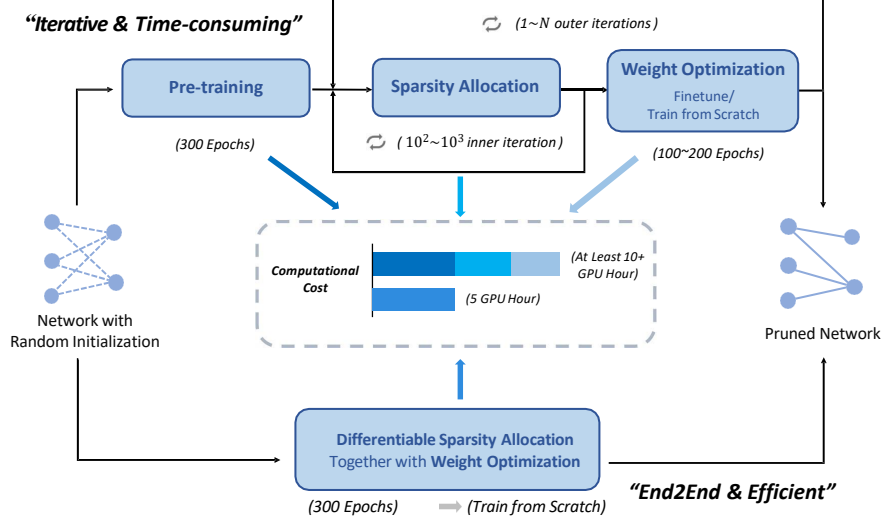 “Iterative & Time-consuming”
(1~N outer iterations)
Pre-training
Sparsity Allocation
Weight Optimization
Finetune/
Train from Scratch
(300 Epochs)
( 10²~10³ inner iteration)
(100~200 Epochs)
Computational
Cost
(At Least 10+
GPU Hour)
(5 GPU Hour)
Network with
Random Initialization
Pruned Network
Differentiable Sparsity Allocation
Together with Weight Optimization
(300 Epochs)
(Train from Scratch)
“End2End & Efficient”